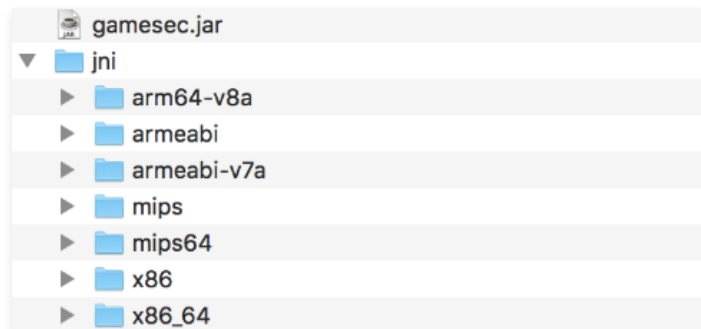 gamesec.jar
jni
arm64-v8a
armeabi
armeabi-v7a
mips
mips64
x86
x86_64